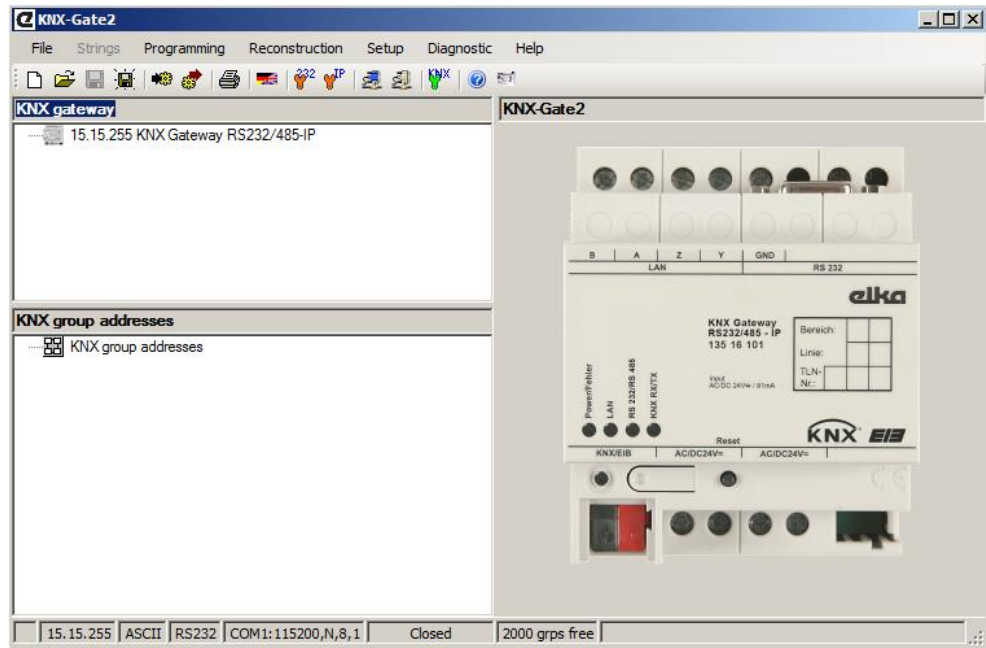 KNX-Gate2
File Strings Programming Reconstruction Setup Diagnostic Help
232 IP KNX
KNX gateway
15.15.255 KNX Gateway RS232/485-IP
KNX group addresses
KNX group addresses
KNX-Gate2
B A Z Y GND
LAN RS 232
elka
KNX Gateway
RS232/485 - IP
135 16 101
Bereich:
Linie:
TLN-
Nr.:
Input
Power/Fehler
LAN
RS 232/RS 485
KNX RX/TX
KNX EIB
Reset
KNX/EIB AC/DC24V= AC/DC24V=
15.15.255 ASCII RS232 COM1:115200,N,8,1 Closed 2000 grps free